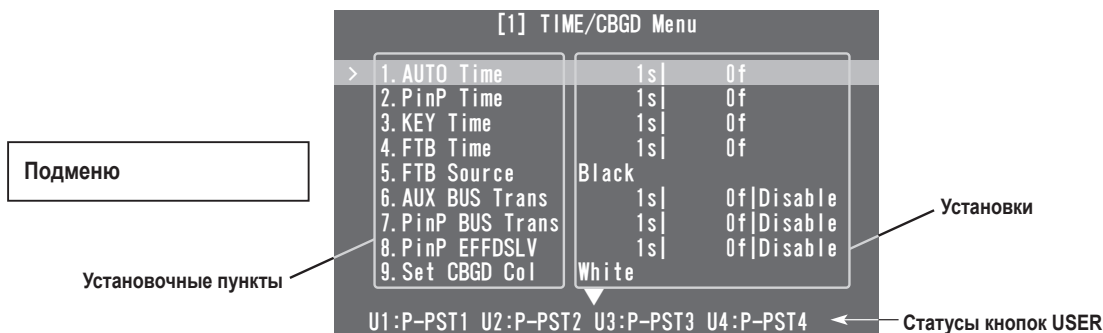 [1] TIME/CBGD Menu
> 1.AUTO Time 1s| 0f
2.PinP Time 1s| 0f
3.KEY Time 1s| 0f
4.FTB Time 1s| 0f
5.FTB Source Black
6.AUX BUS Trans 1s| 0f|Disable
7.PinP BUS Trans 1s| 0f|Disable
8.PinP EFFDSLV 1s| 0f|Disable
9.Set CBGD Col White
U1:P-PST1 U2:P-PST2 U3:P-PST3 U4:P-PST4
Подменю
Установочные пункты
Установки
Статусы кнопок USER